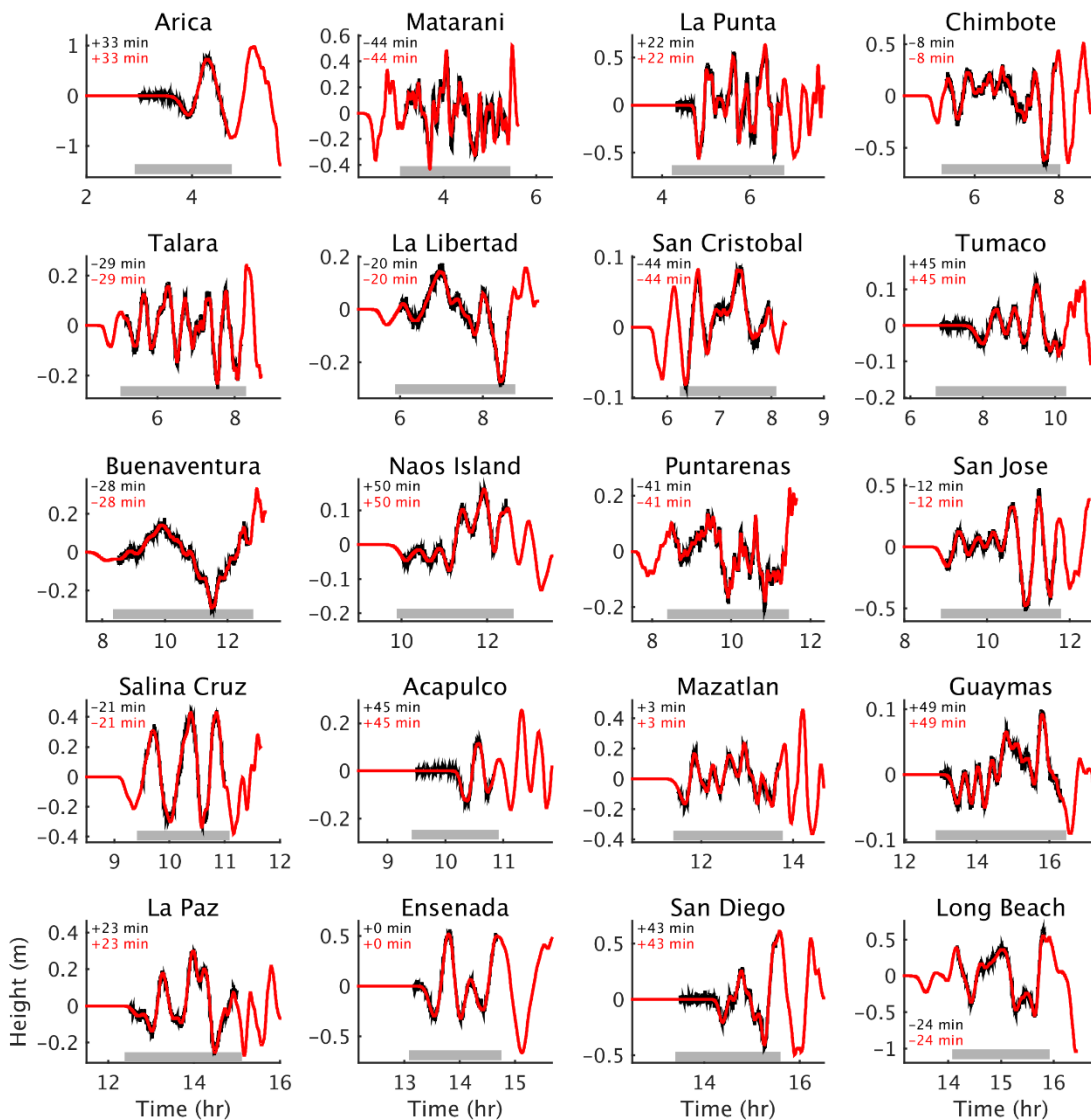 Arica
+33 min
+33 min
1
0
−1
2
4
Matarani
−44 min
−44 min
0.6
0.4
0.2
0
−0.2
−0.4
4
6
La Punta
+22 min
+22 min
0.5
0
−0.5
4
6
Chimbote
−8 min
−8 min
0.5
0
−0.5
6
8
Talara
−29 min
−29 min
0.2
0
−0.2
6
8
La Libertad
−20 min
−20 min
0.2
0
−0.2
6
8
San Cristobal
−44 min
−44 min
0.1
0
−0.1
6
7
8
9
Tumaco
+45 min
+45 min
0.1
0
−0.1
−0.2
6
8
10
Buenaventura
−28 min
−28 min
0.2
0
−0.2
8
10
12
Naos Island
+50 min
+50 min
0.2
0.1
0
−0.1
−0.2
10
12
Puntarenas
−41 min
−41 min
0.2
0
−0.2
8
10
12
San Jose
−12 min
−12 min
0.5
0
−0.5
8
10
12
Salina Cruz
−21 min
−21 min
0.4
0.2
0
−0.2
−0.4
9
10
11
12
Acapulco
+45 min
+45 min
0.2
0
−0.2
9
10
11
Mazatlan
+3 min
+3 min
0.4
0.2
0
−0.2
−0.4
12
14
Guaymas
+49 min
+49 min
0.1
0
−0.1
12
14
16
La Paz
+23 min
+23 min
0.4
0.2
0
−0.2
12
14
16
Height (m)
Time (hr)
Ensenada
+0 min
+0 min
0.5
0
−0.5
13
14
15
Time (hr)
San Diego
+43 min
+43 min
0.5
0
−0.5
14
16
Time (hr)
Long Beach
−24 min
−24 min
0.5
0
−0.5
−1
14
16
Time (hr)